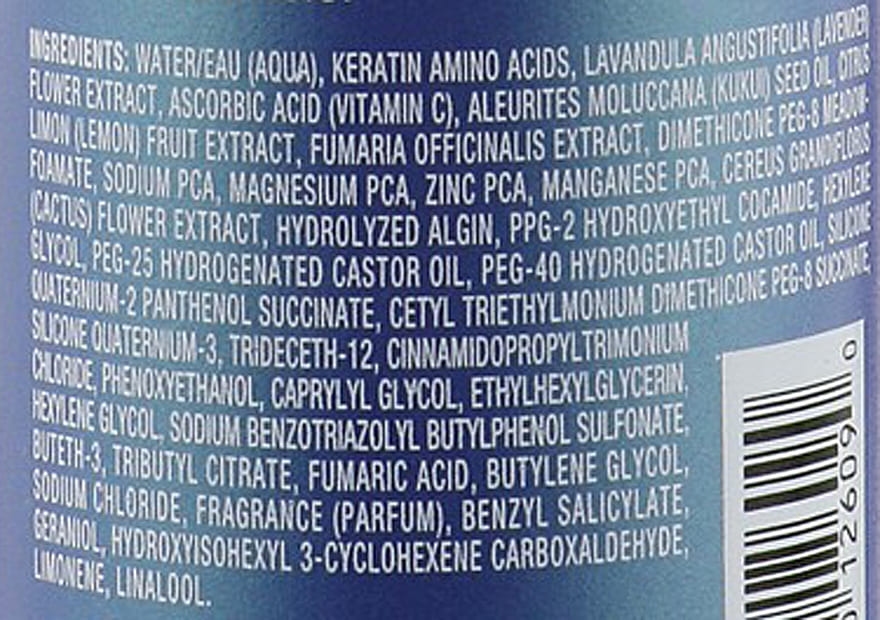 INGREDIENTS: WATER/EAU (AQUA), KERATIN AMINO ACIDS, LAVANDULA ANGUSTIFOLIA (LAVENDER)
FLOWER EXTRACT, ASCORBIC ACID (VITAMIN C), ALEURITES MOLUCCANA (KUKUI) SEED OIL, CITRUS
LIMON (LEMON) FRUIT EXTRACT, FUMARIA OFFICINALIS EXTRACT, DIMETHICONE PEG-8 MEADOW-
FOAMATE, SODIUM PCA, MAGNESIUM PCA, ZINC PCA, MANGANESE PCA, CEREUS GRANDIFLORUS
(CACTUS) FLOWER EXTRACT, HYDROLYZED ALGIN, PPG-2 HYDROXYETHYL COCAMIDE, HEXYLENE
GLYCOL, PEG-25 HYDROGENATED CASTOR OIL, PEG-40 HYDROGENATED CASTOR OIL, SILICONE
QUATERNIUM-2 PANTHENOL SUCCINATE, CETYL TRIETHYLMONIUM DIMETHICONE PEG-8 SUCCINATE,
SILICONE QUATERNIUM-3, TRIDECETH-12, CINNAMIDOPROPYLTRIMONIUM
CHLORIDE, PHENOXYETHANOL, CAPRYLYL GLYCOL, ETHYLHEXYLGLYCERIN,
HEXYLENE GLYCOL, SODIUM BENZOTRIAZOLYL BUTYLPHENOL SULFONATE,
BUTETH-3, TRIBUTYL CITRATE, FUMARIC ACID, BUTYLENE GLYCOL,
SODIUM CHLORIDE, FRAGRANCE (PARFUM), BENZYL SALICYLATE,
GERANIOL, HYDROXYISOHEXYL 3-CYCLOHEXENE CARBOXALDEHYDE,
LIMONENE, LINALOOL.
0 12609 0